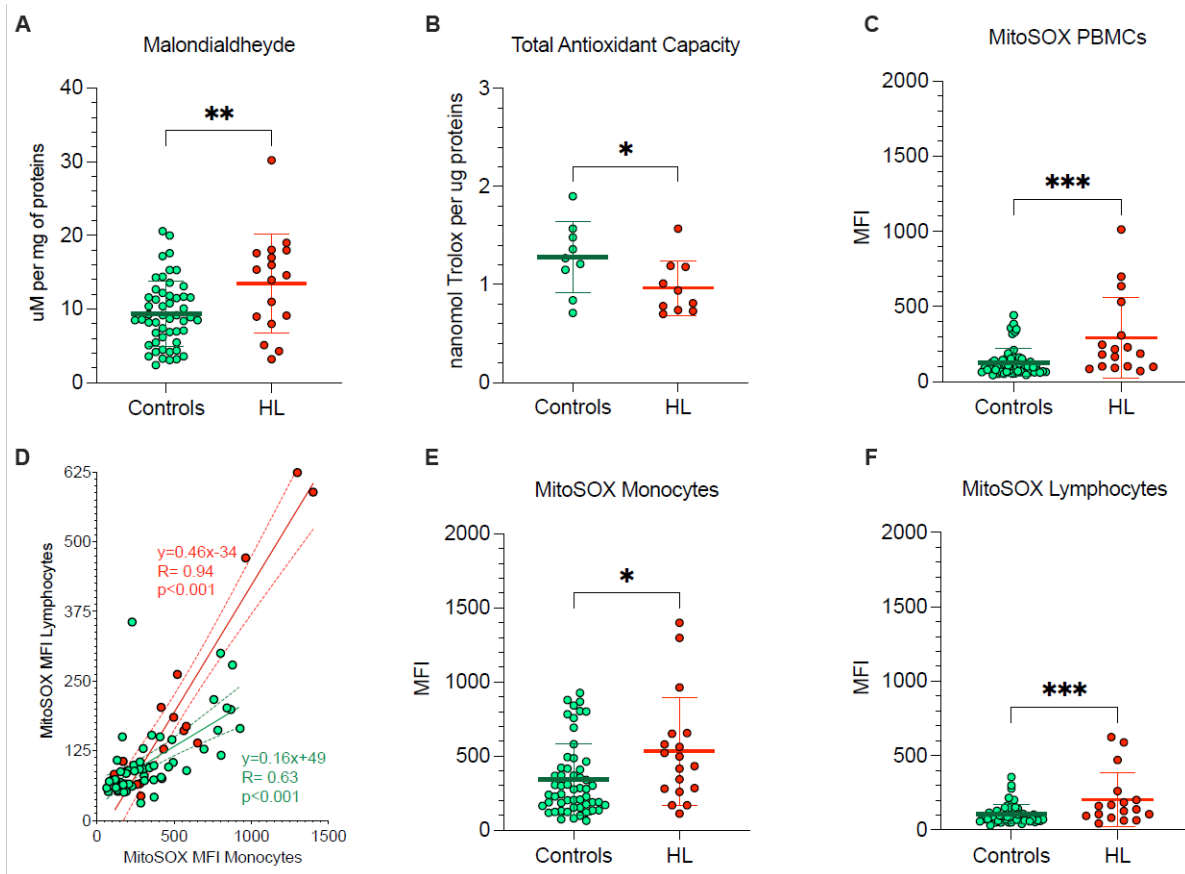 A
Malondialdheyde
uM per mg of proteins
40
30
20
10
0
**
Controls
HL
B
Total Antioxidant Capacity
nanomol Trolox per ug proteins
3
2
1
0
*
Controls
HL
C
MitoSOX PBMCs
MFI
2000
1500
1000
500
0
***
Controls
HL
D
MitoSOX MFI Lymphocytes
625
500
375
250
125
0
y=0.46x-34
R= 0.94
p<0.001
y=0.16x+49
R= 0.63
p<0.001
0
500
1000
1500
MitoSOX MFI Monocytes
E
MitoSOX Monocytes
MFI
2000
1500
1000
500
0
*
Controls
HL
F
MitoSOX Lymphocytes
MFI
2000
1500
1000
500
0
***
Controls
HL